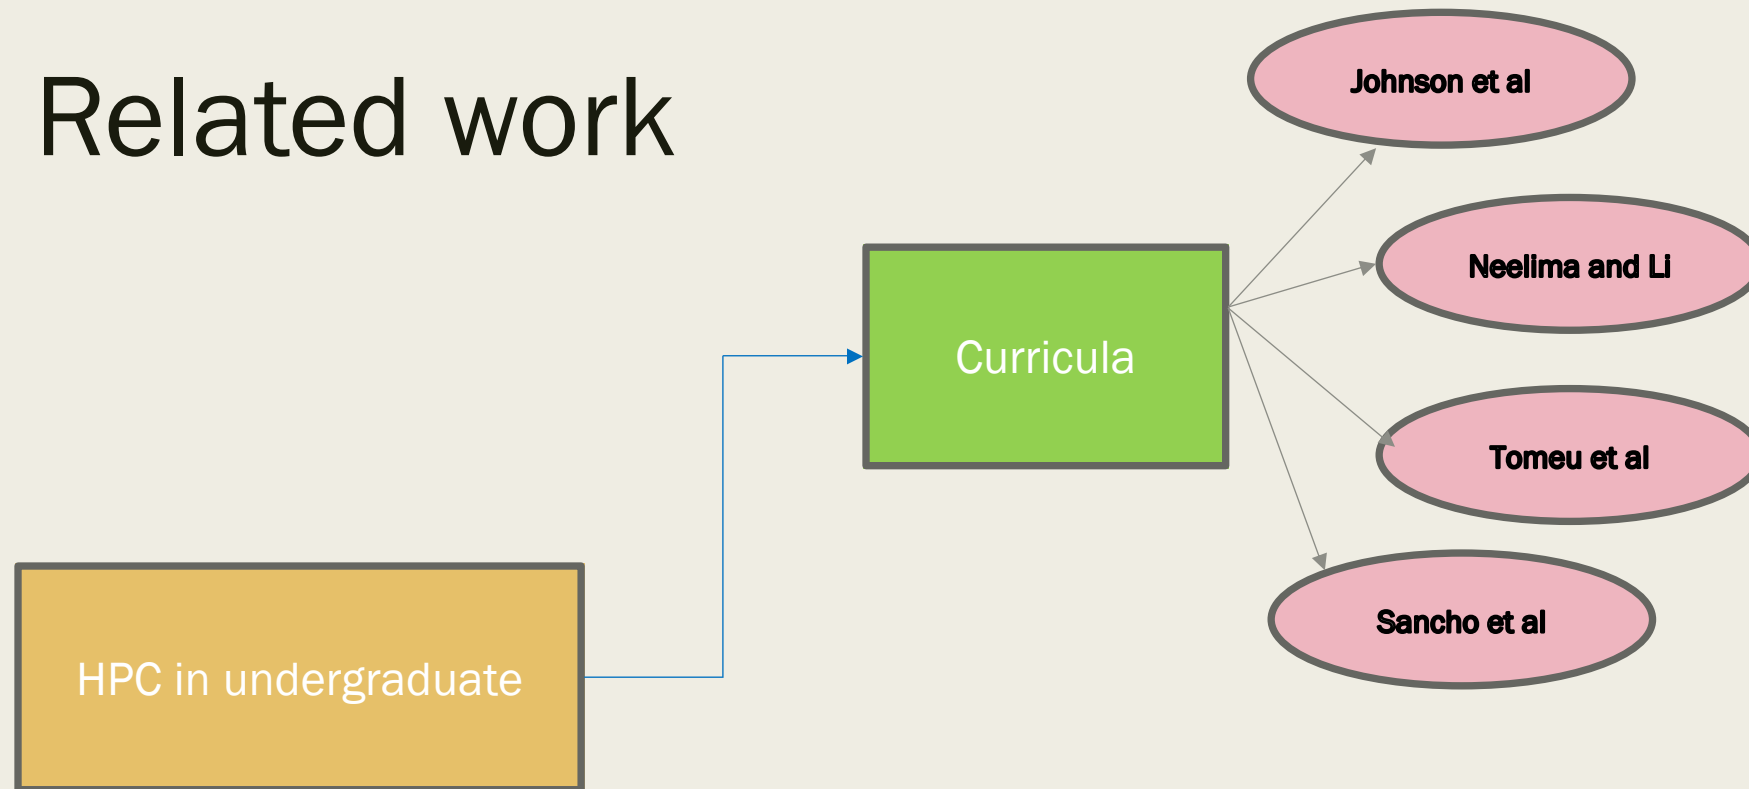 Related work
Johnson et al
Neelima and Li
Curricula
Tomeu et al
Sancho et al
HPC in undergraduate